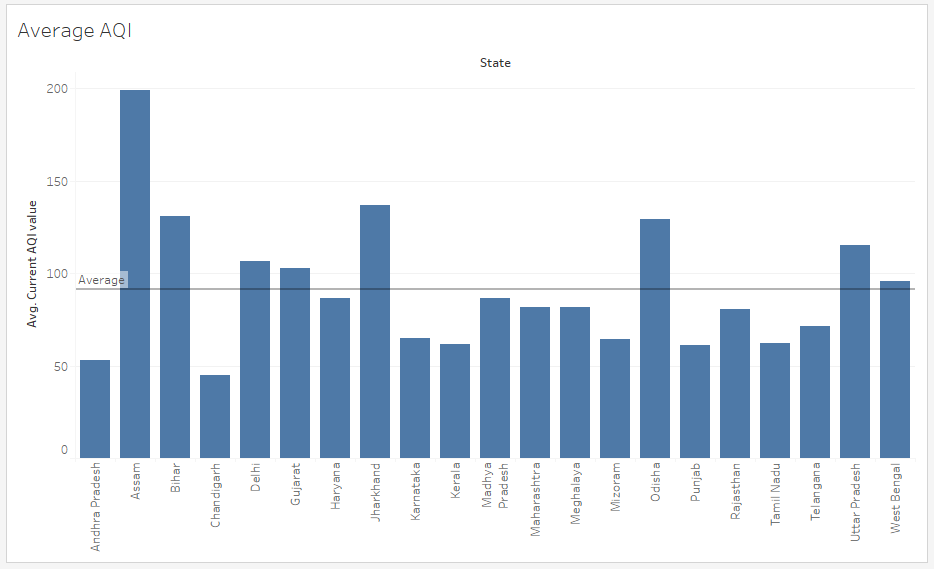 Average AQI
State
Avg. Current AQI value
200
150
100
50
0
Average
Andhra Pradesh
Assam
Bihar
Chandigarh
Delhi
Gujarat
Haryana
Jharkhand
Karnataka
Kerala
Madhya
Pradesh
Maharashtra
Meghalaya
Mizoram
Odisha
Punjab
Rajasthan
Tamil Nadu
Telangana
Uttar Pradesh
West Bengal